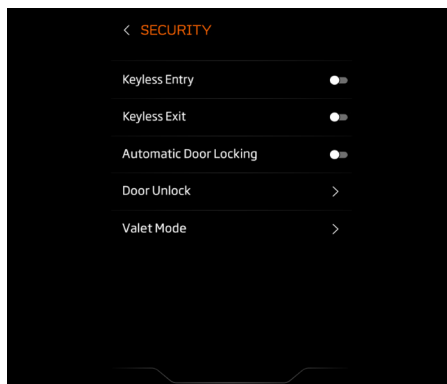 SECURITY
Keyless Entry
Keyless Exit
Automatic Door Locking
Door Unlock
Valet Mode